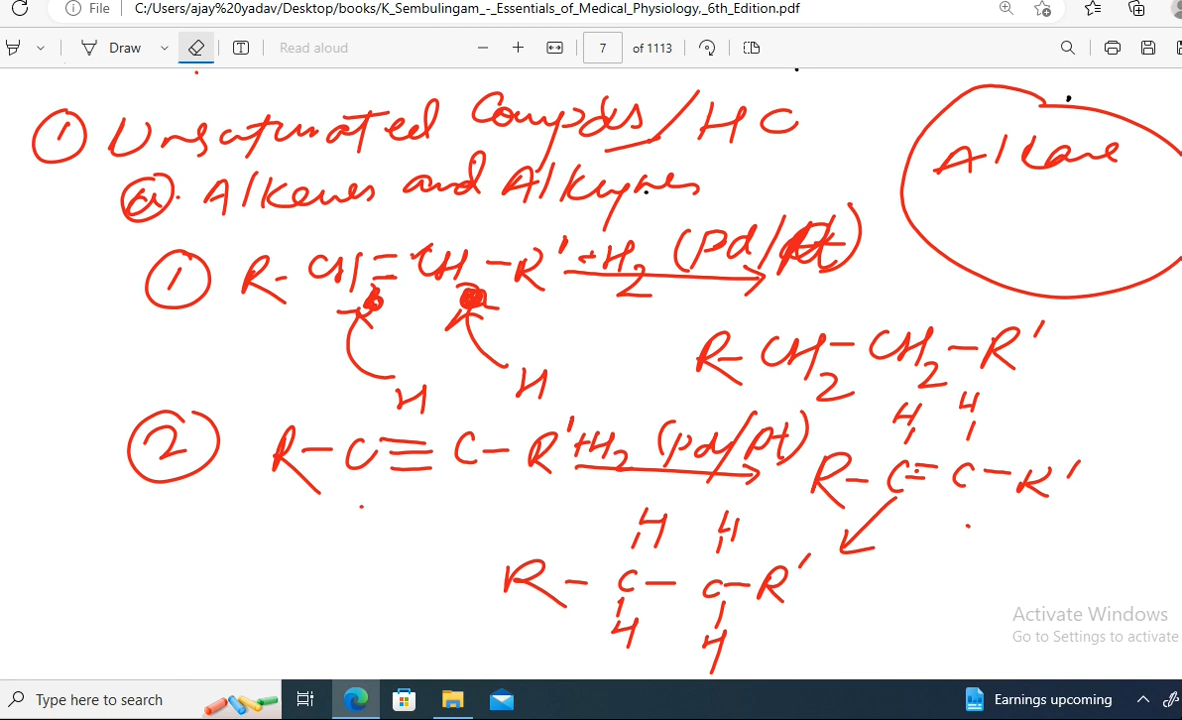 File C:/Users/ajay%20yadav/Desktop/books/K_Sembulingam_-_Essentials_of_Medical_Physiology,_6th_Edition.pdf
Draw Read aloud 7 of 1113
① Unsaturated Compds/HC
ⓐ. Alkenes and Alkynes
Alkane
① R-CH=CH-R' +H2 (Pd/Pt)
H H
R-CH2-CH2-R'
H H
② R-C≡C-R' +H2 (Pd/Pt) R-C=C-R'
H H
R-C-C-R'
H H
Activate Windows
Go to Settings to activate
Type here to search Earnings upcoming